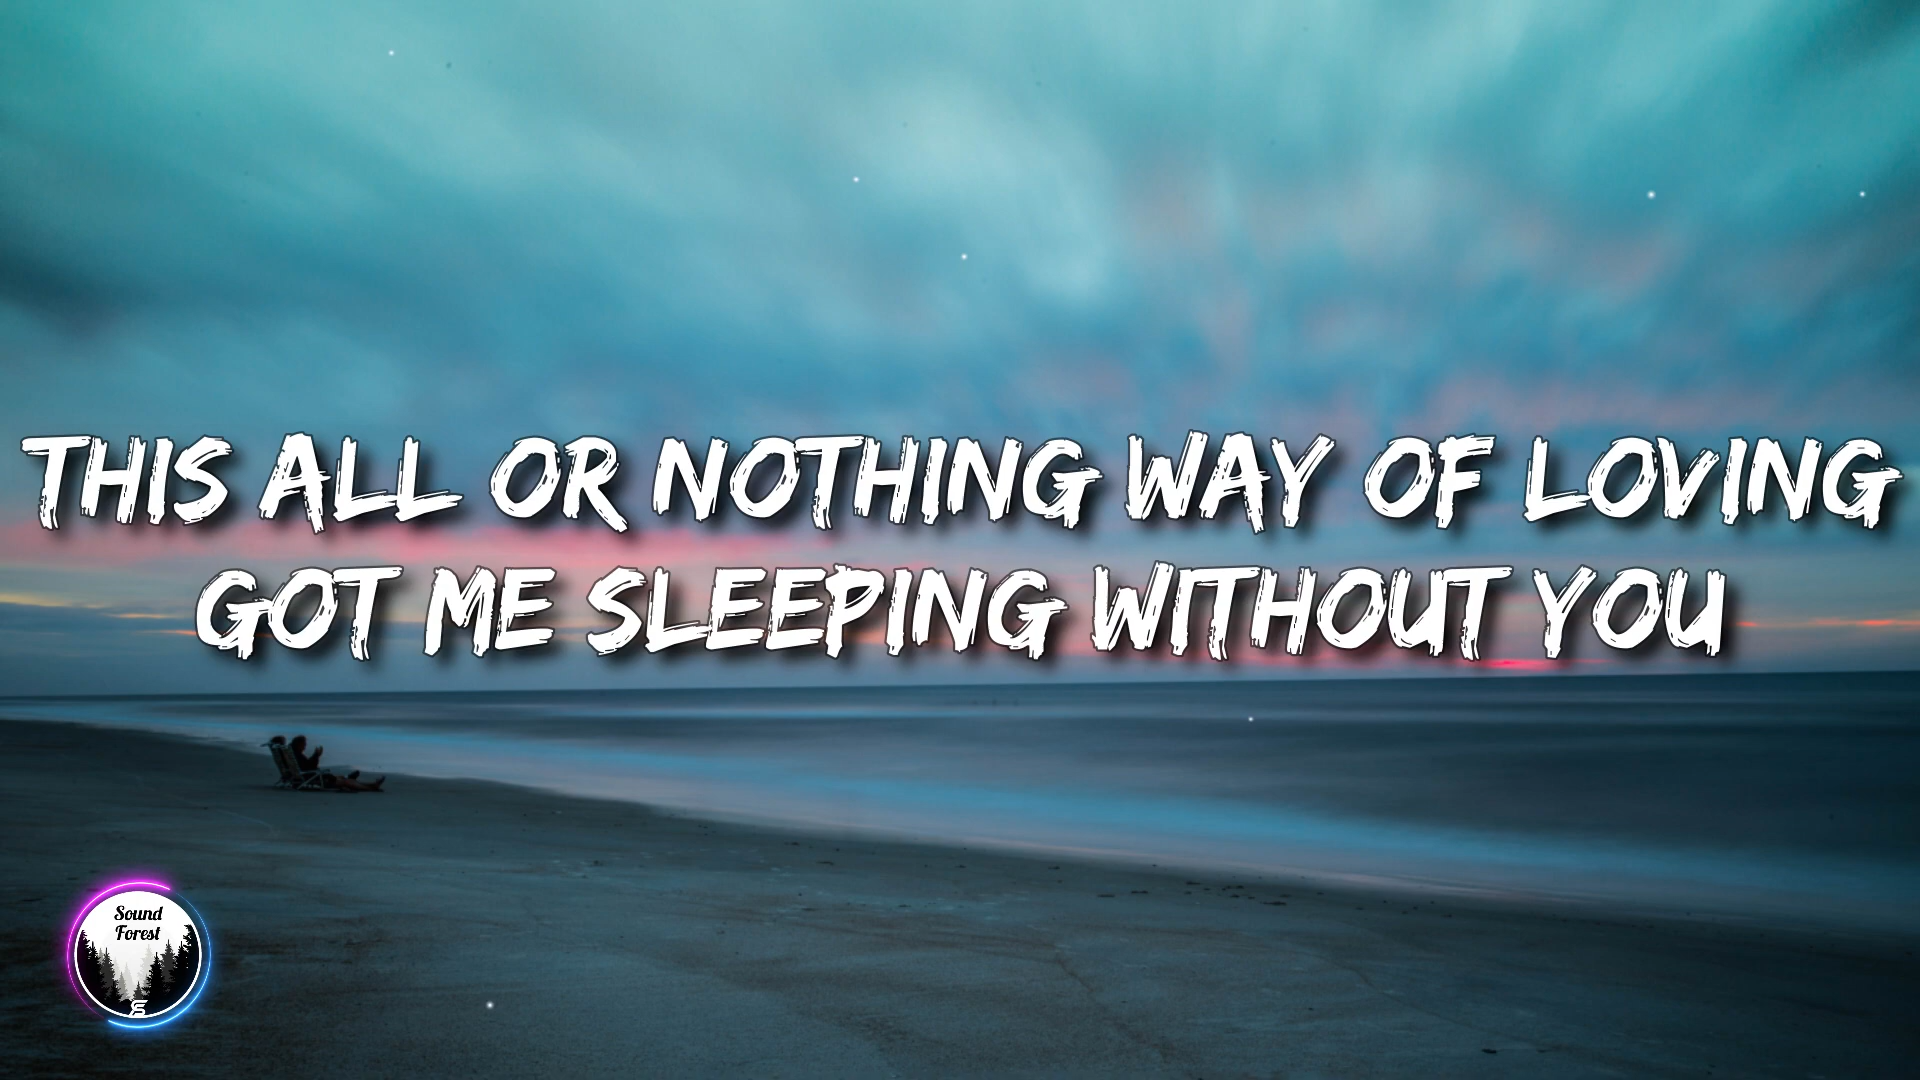 THIS ALL OR NOTHING WAY OF LOVING
GOT ME SLEEPING WITHOUT YOU
Sound
Forest